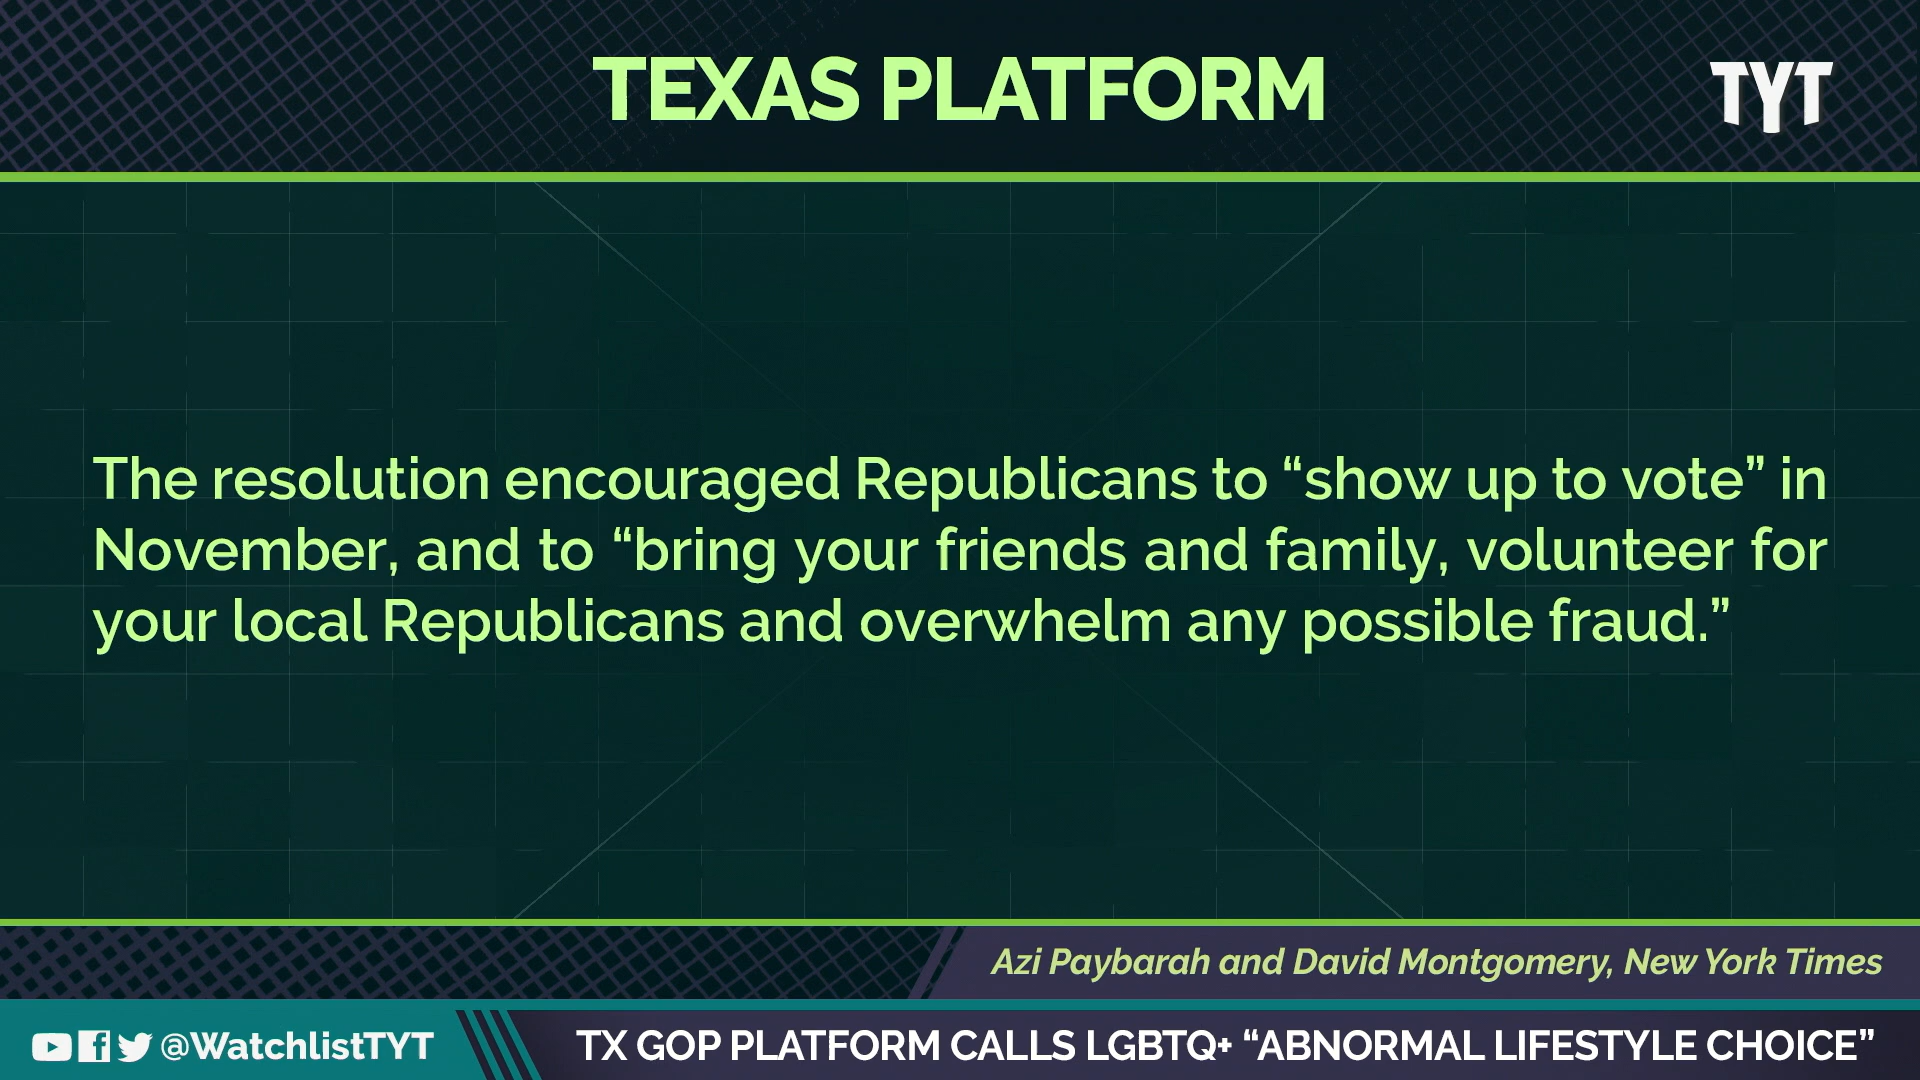 TEXAS PLATFORM
TYT
The resolution encouraged Republicans to “show up to vote” in
November, and to “bring your friends and family, volunteer for
your local Republicans and overwhelm any possible fraud.”
Azi Paybarah and David Montgomery, New York Times
@WatchlistTYT
TX GOP PLATFORM CALLS LGBTQ+ “ABNORMAL LIFESTYLE CHOICE”